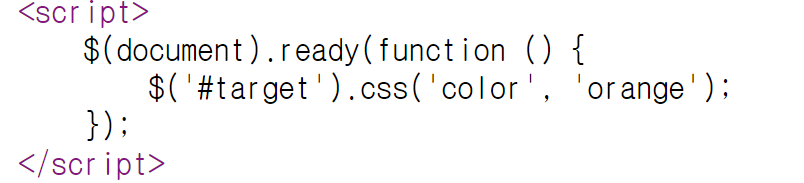 <script>
$(document).ready(function () {
$('#target').css('color', 'orange');
});
</script>